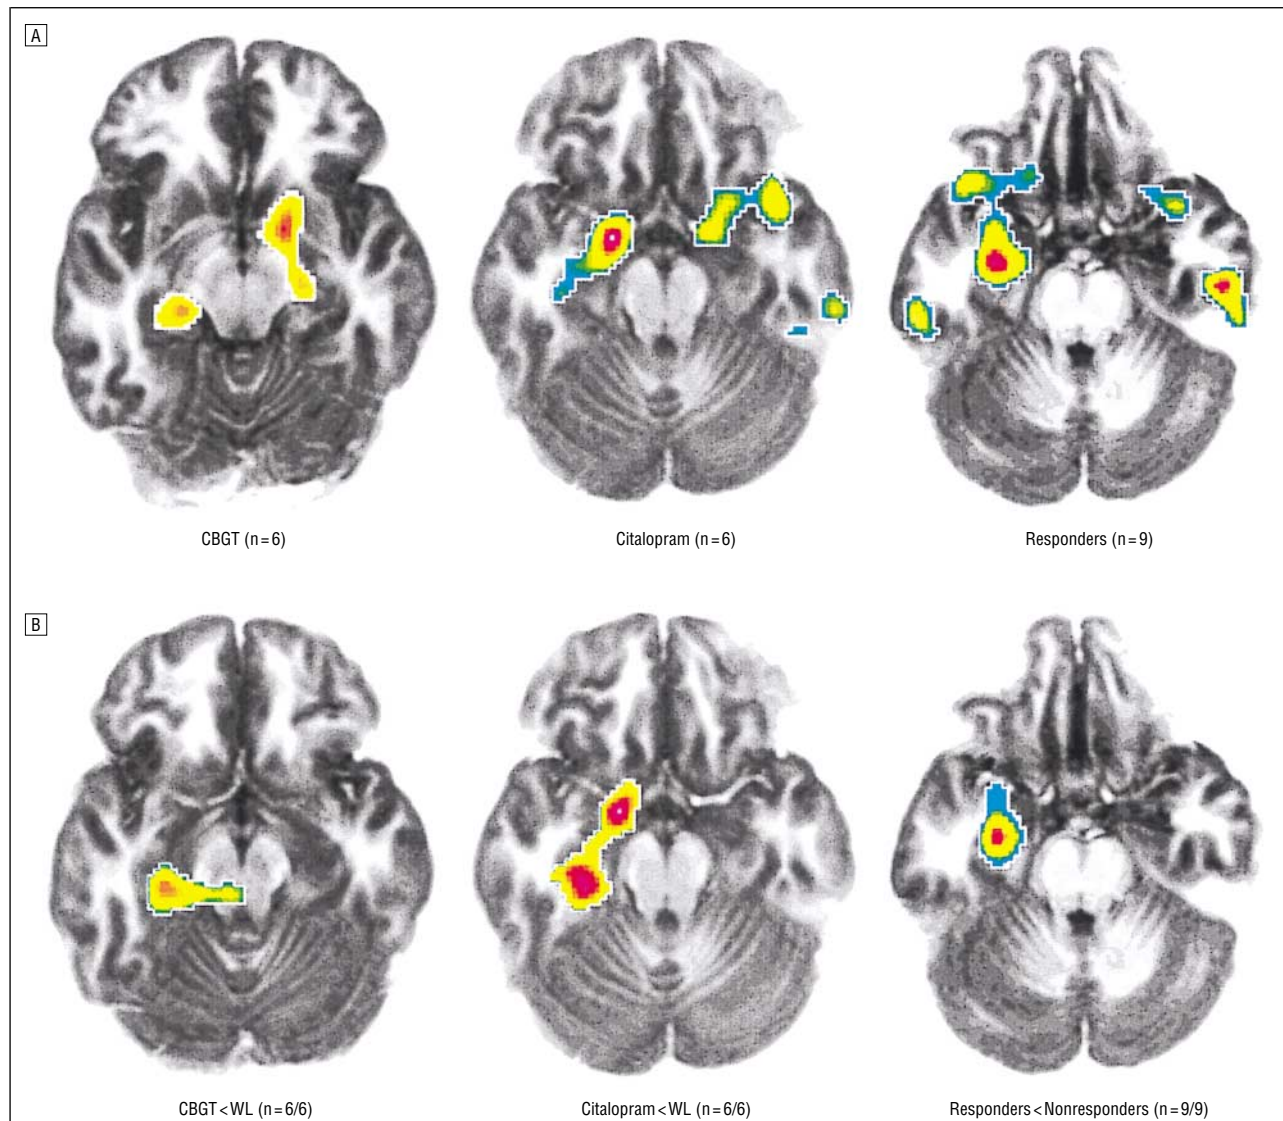 A
CBGT (n = 6)
Citalopram (n = 6)
Responders (n = 9)
B
CBGT < WL (n = 6/6)
Citalopram < WL (n = 6/6)
Responders < Nonresponders (n = 9/9)